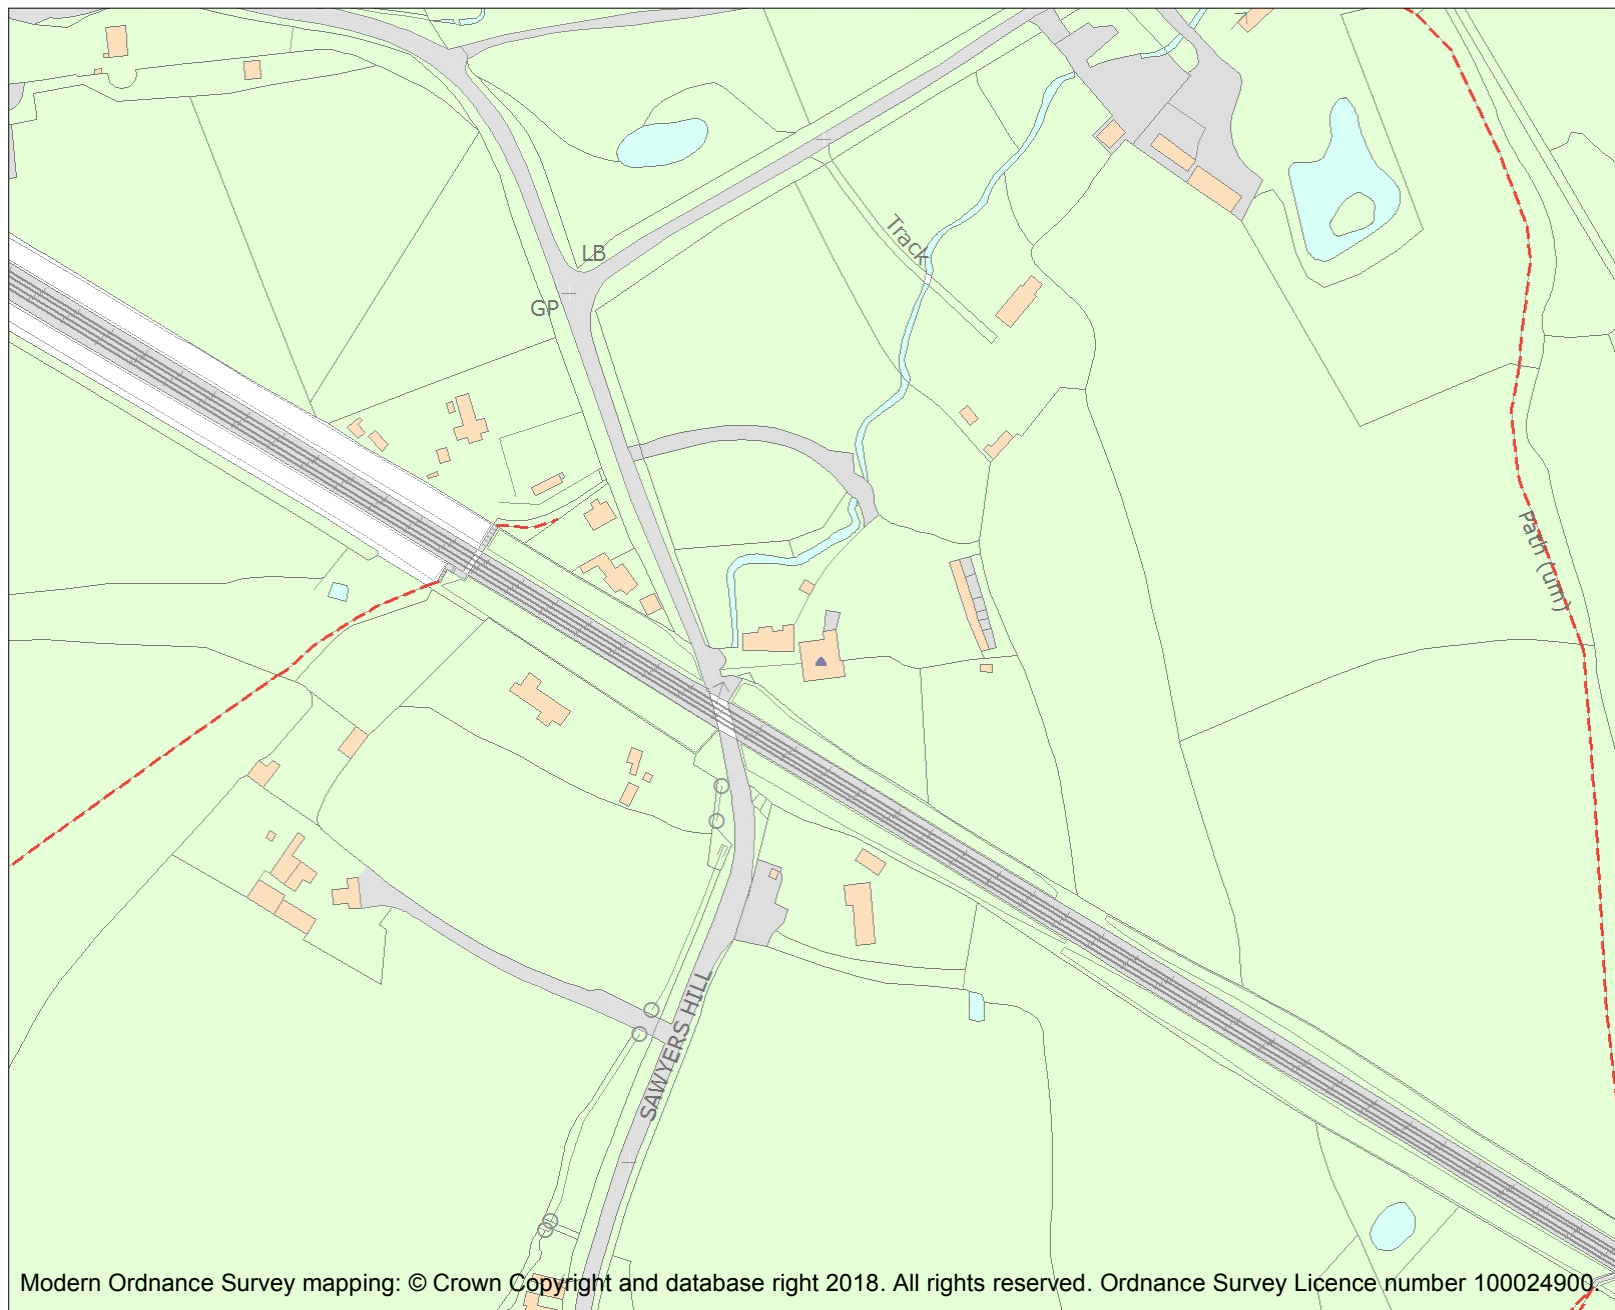 LB
Track
GP
Path (um)
SAWYERS HILL
Modern Ordnance Survey mapping: © Crown Copyright and database right 2018. All rights reserved. Ordnance Survey Licence number 100024900.